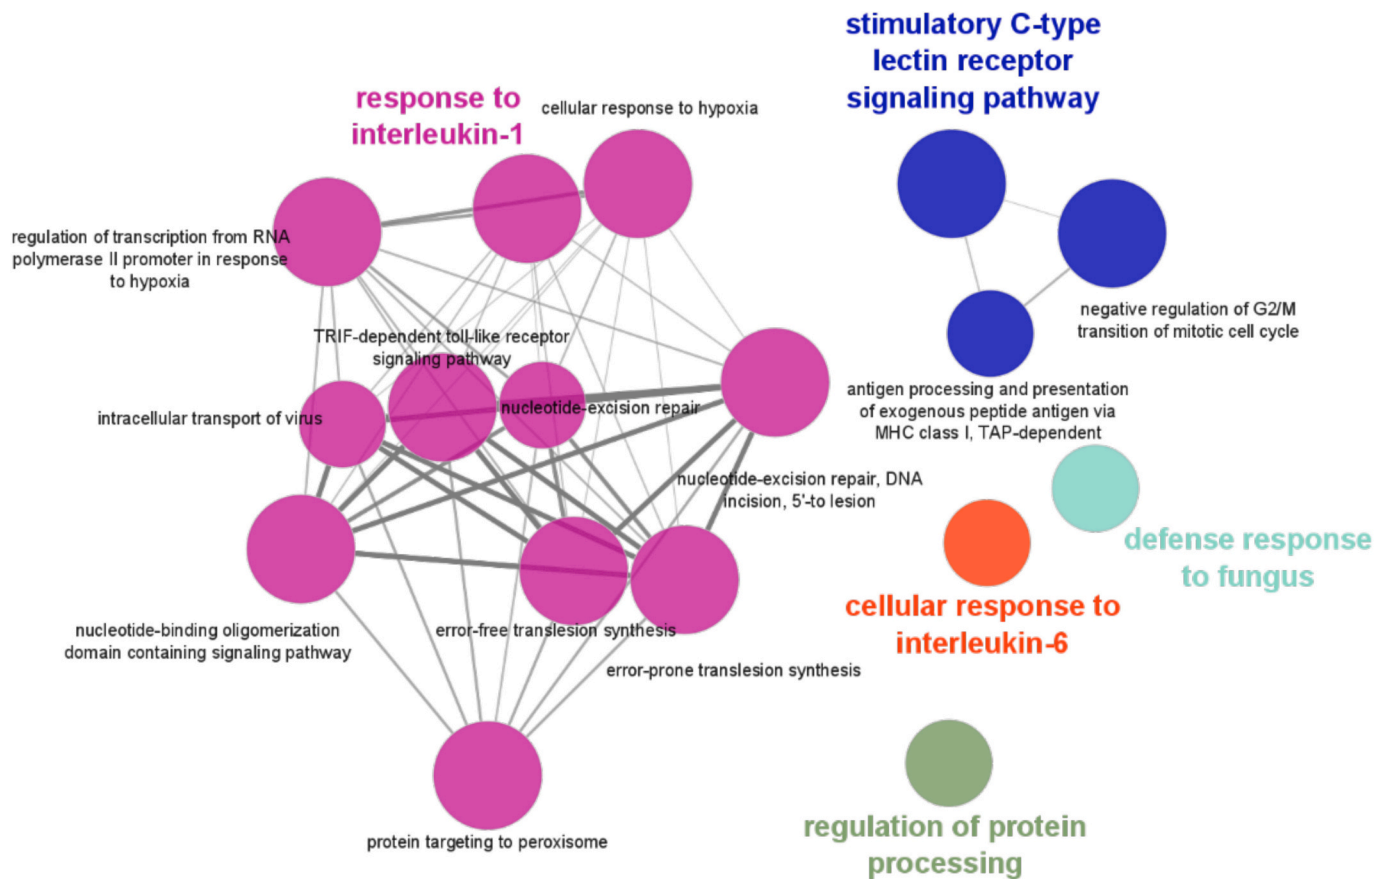 stimulatory C-type
lectin receptor
signaling pathway
response to
interleukin-1
cellular response to hypoxia
regulation of transcription from RNA
polymerase II promoter in response
to hypoxia
TRIF-dependent toll-like receptor
signaling pathway
negative regulation of G2/M
transition of mitotic cell cycle
intracellular transport of virus
nucleotide-excision repair
antigen processing and presentation
of exogenous peptide antigen via
MHC class I, TAP-dependent
nucleotide-excision repair, DNA
incision, 5'-to lesion
defense response
to fungus
cellular response to
interleukin-6
nucleotide-binding oligomerization
domain containing signaling pathway
error-free translesion synthesis
error-prone translesion synthesis
protein targeting to peroxisome
regulation of protein
processing